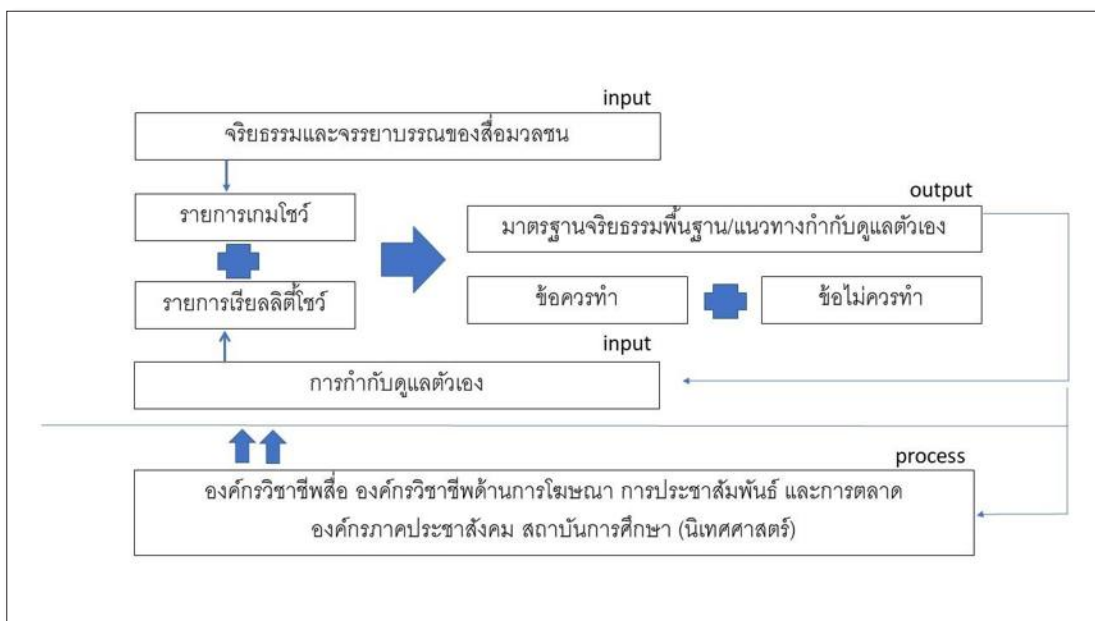 input
จริยธรรมและจรรยาบรรณของสื่อมวลชน
รายการเกมโชว์
output
มาตรฐานจริยธรรมพื้นฐาน/แนวทางกำกับดูแลตัวเอง
รายการเรียลลิตี้โชว์
ข้อควรทำ
ข้อไม่ควรทำ
input
การกำกับดูแลตัวเอง
process
องค์กรวิชาชีพสื่อ องค์กรวิชาชีพด้านการโฆษณา การประชาสัมพันธ์ และการตลาด
องค์กรภาคประชาสังคม สถาบันการศึกษา (นิเทศศาสตร์)